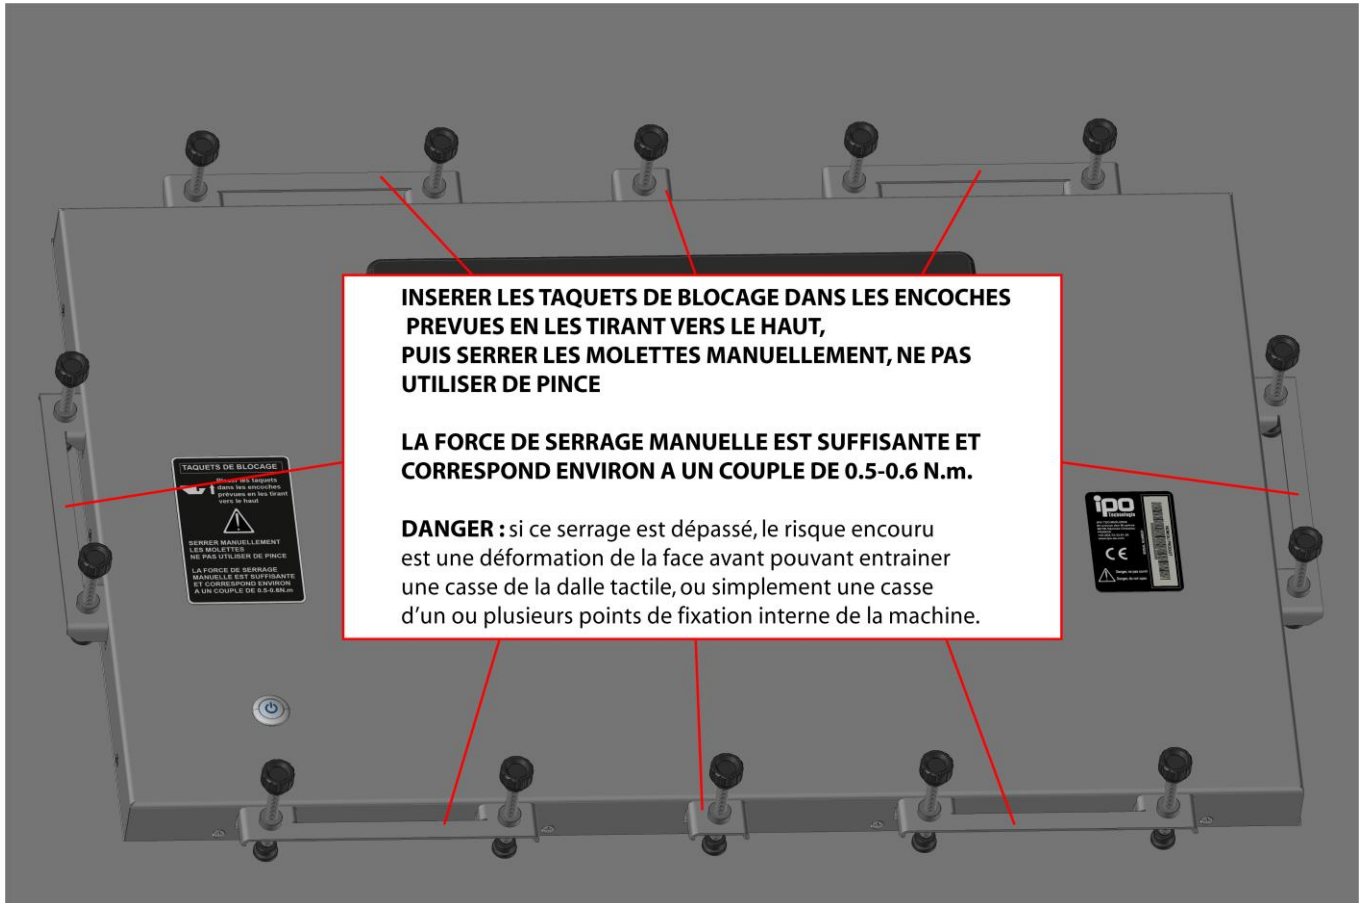 INSERER LES TAQUETS DE BLOCAGE DANS LES ENCOCHES
PREVUES EN LES TIRANT VERS LE HAUT,
PUIS SERRER LES MOLETTES MANUELLEMENT, NE PAS
UTILISER DE PINCE
LA FORCE DE SERRAGE MANUELLE EST SUFFISANTE ET
CORRESPOND ENVIRON A UN COUPLE DE 0.5-0.6 N.m.
DANGER : si ce serrage est dépassé, le risque encouru
est une déformation de la face avant pouvant entrainer
une casse de la dalle tactile, ou simplement une casse
d'un ou plusieurs points de fixation interne de la machine.
TAQUETS DE BLOCAGE
Placer les taquets
dans les encoches
prévues en les tirant
vers le haut
SERRER MANUELLEMENT
LES MOLETTES
NE PAS UTILISER DE PINCE
LA FORCE DE SERRAGE
MANUELLE EST SUFFISANTE
ET CORRESPOND ENVIRON
A UN COUPLE DE 0.5-0.6N.m
ipo
Technologie
CE